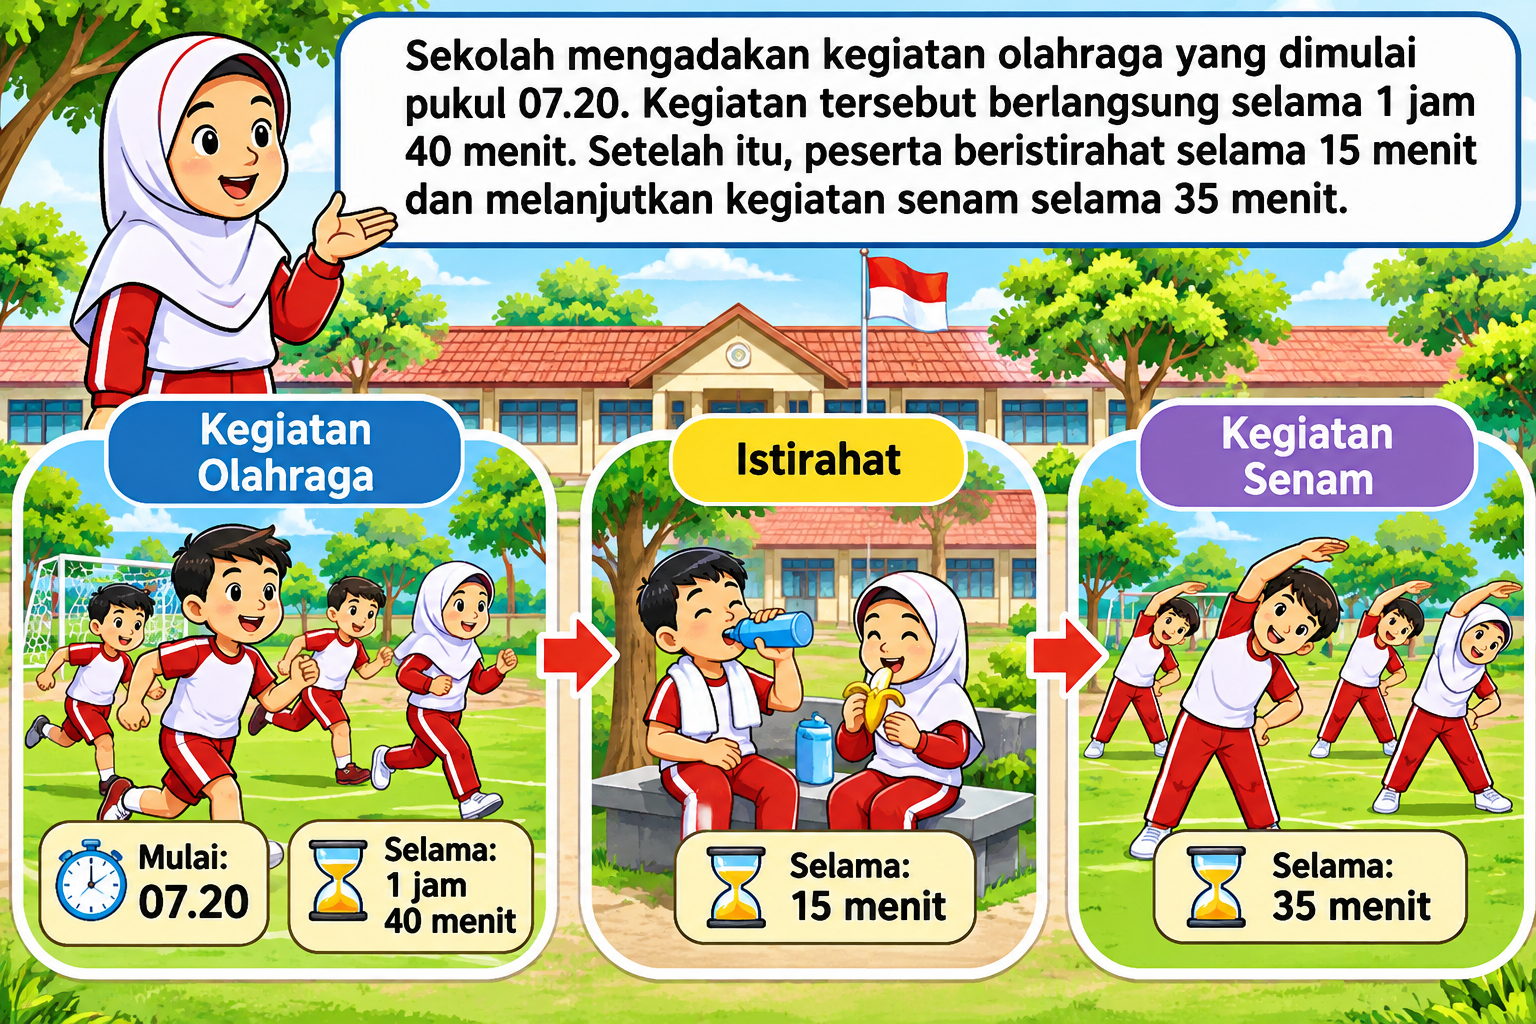 Sekolah mengadakan kegiatan olahraga yang dimulai
pukul 07.20. Kegiatan tersebut berlangsung selama 1 jam
40 menit. Setelah itu, peserta beristirahat selama 15 menit
dan melanjutkan kegiatan senam selama 35 menit.
Kegiatan
Olahraga
Mulai:
07.20
Selama:
1 jam
40 menit
Istirahat
Selama:
15 menit
Kegiatan
Senam
Selama:
35 menit